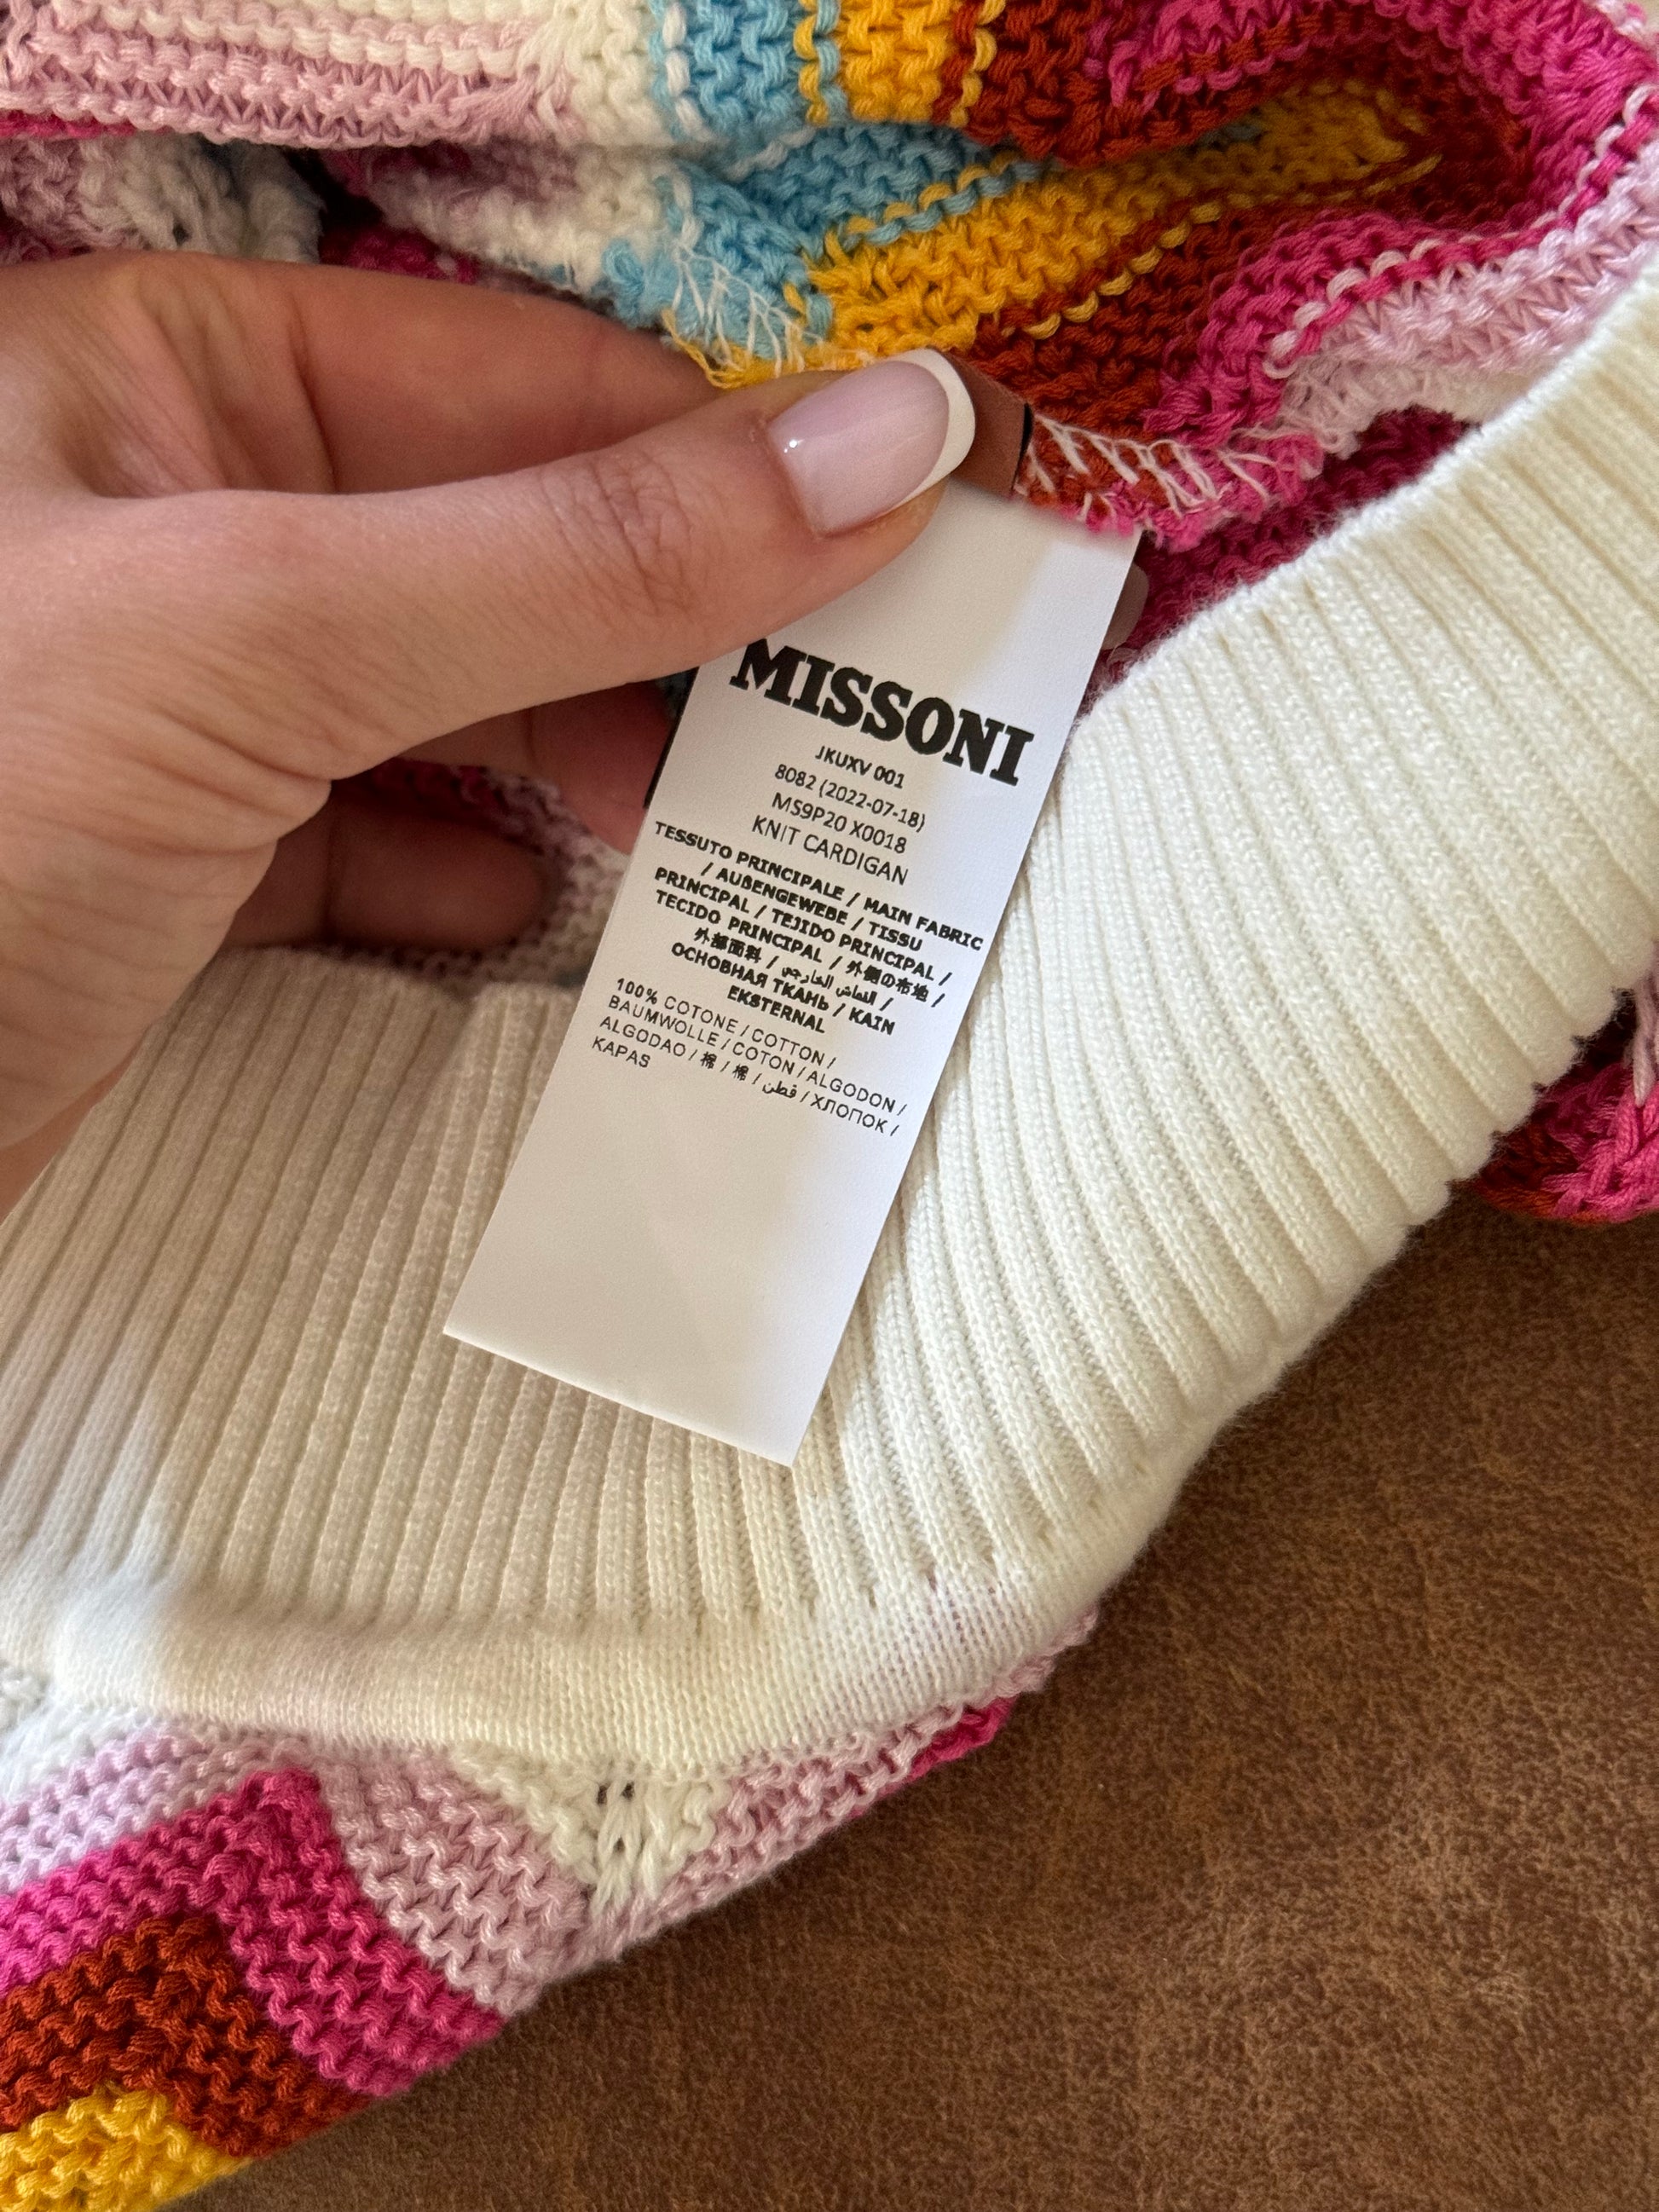 MISSONI
JKUXV 001
8082 (2022-07-18)
MS9P20 X0018
KNIT CARDIGAN
TESSUTO PRINCIPALE / MAIN FABRIC
/ AUßENGEWEBE / TISSU
PRINCIPAL / TEJIDO PRINCIPAL /
TECIDO PRINCIPAL / 外側の布地 /
外部面料 / القماش الخارجي /
ОСНОВНАЯ ТКАНЬ / KAIN
EKSTERNAL
100% COTONE / COTTON /
BAUMWOLLE / COTON / ALGODON /
ALGODAO / 棉 / 棉 / قطن / ХЛОПОК /
KAPAS